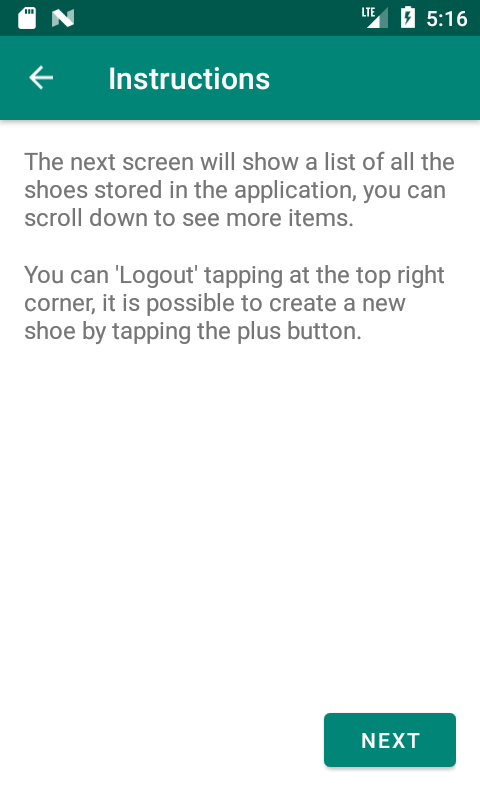 LTE 5:16
Instructions
The next screen will show a list of all the
shoes stored in the application, you can
scroll down to see more items.
You can 'Logout' tapping at the top right
corner, it is possible to create a new
shoe by tapping the plus button.
NEXT